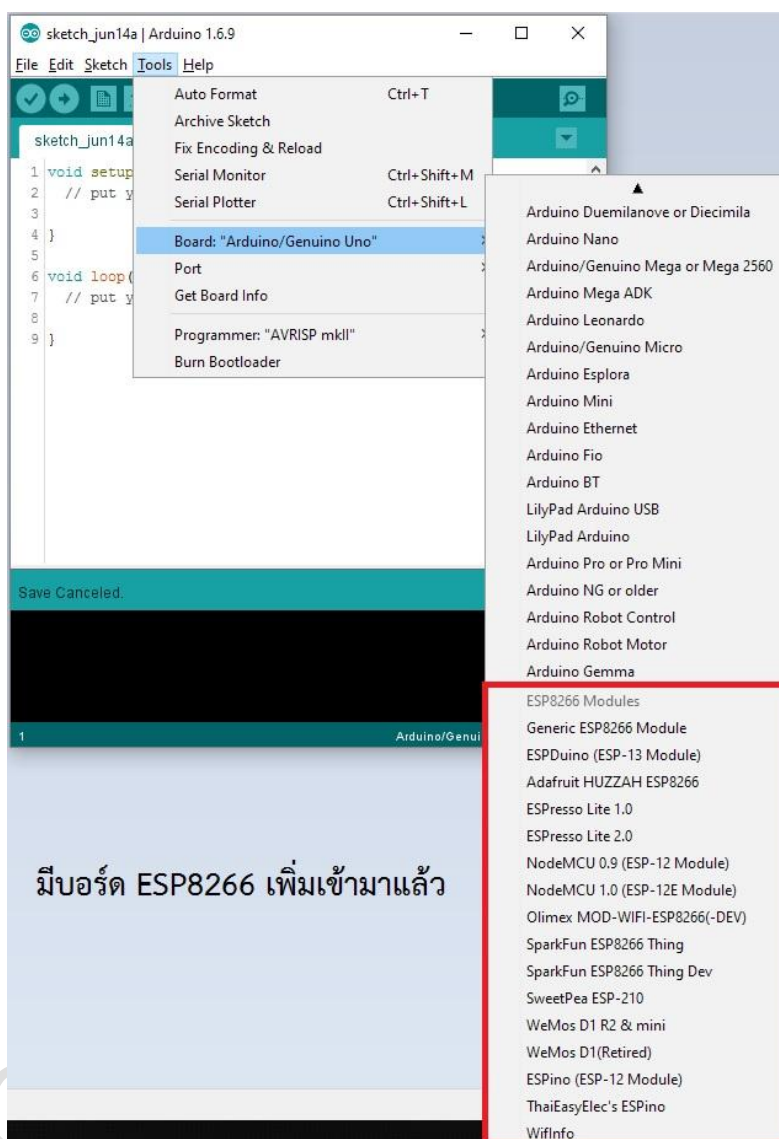 sketch_jun14a | Arduino 1.6.9
File Edit Sketch Tools Help
sketch_jun14a
1 void setup
2 // put y
3
4 }
5
6 void loop(
7 // put y
8
9 }
Auto Format Ctrl+T
Archive Sketch
Fix Encoding & Reload
Serial Monitor Ctrl+Shift+M
Serial Plotter Ctrl+Shift+L
Board: "Arduino/Genuino Uno"
Port
Get Board Info
Programmer: "AVRISP mkII"
Burn Bootloader
Arduino Duemilanove or Diecimila
Arduino Nano
Arduino/Genuino Mega or Mega 2560
Arduino Mega ADK
Arduino Leonardo
Arduino/Genuino Micro
Arduino Esplora
Arduino Mini
Arduino Ethernet
Arduino Fio
Arduino BT
LilyPad Arduino USB
LilyPad Arduino
Arduino Pro or Pro Mini
Arduino NG or older
Arduino Robot Control
Arduino Robot Motor
Arduino Gemma
ESP8266 Modules
Generic ESP8266 Module
ESPDuino (ESP-13 Module)
Adafruit HUZZAH ESP8266
ESPresso Lite 1.0
ESPresso Lite 2.0
NodeMCU 0.9 (ESP-12 Module)
NodeMCU 1.0 (ESP-12E Module)
Olimex MOD-WIFI-ESP8266(-DEV)
SparkFun ESP8266 Thing
SparkFun ESP8266 Thing Dev
SweetPea ESP-210
WeMos D1 R2 & mini
WeMos D1(Retired)
ESPino (ESP-12 Module)
ThaiEasyElec's ESPino
WifInfo
Save Canceled.
1 Arduino/Genui
มีบอร์ด ESP8266 เพิ่มเข้ามาแล้ว